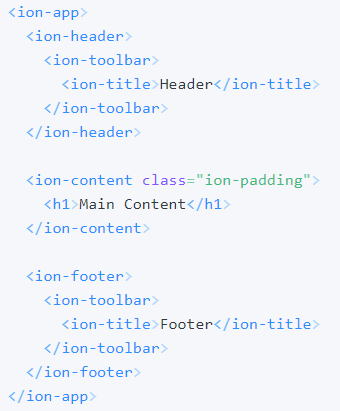 <ion-app>
  <ion-header>
    <ion-toolbar>
      <ion-title>Header</ion-title>
    </ion-toolbar>
  </ion-header>

  <ion-content class="ion-padding">
    <h1>Main Content</h1>
  </ion-content>

  <ion-footer>
    <ion-toolbar>
      <ion-title>Footer</ion-title>
    </ion-toolbar>
  </ion-footer>
</ion-app>